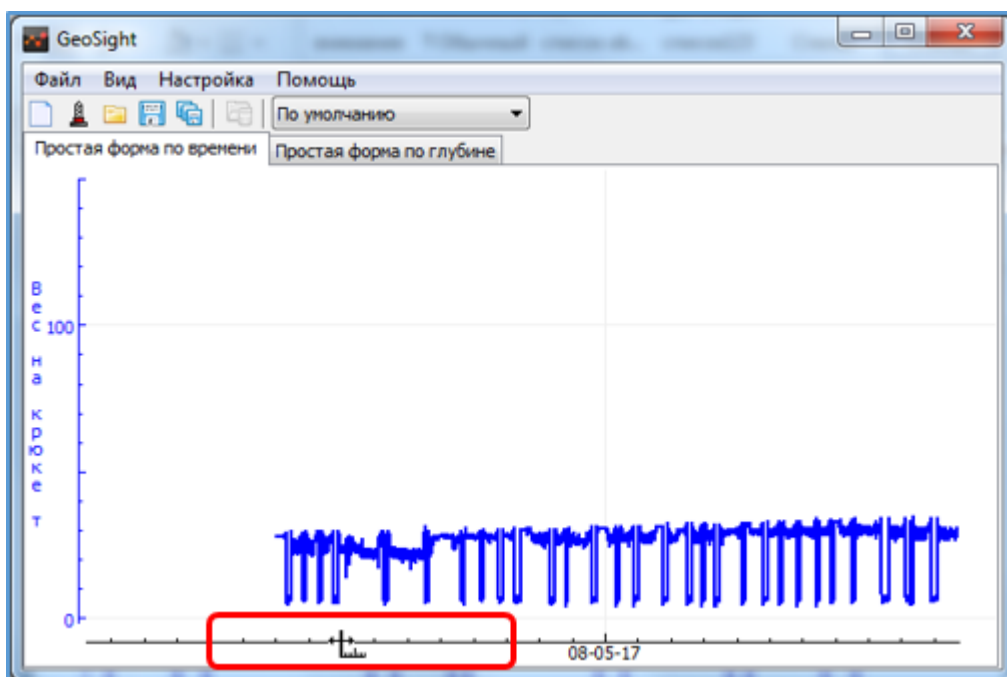 GeoSight
Файл Вид Настройка Помощь
По умолчанию
Простая форма по времени Простая форма по глубине
Вес на крюке т
100
0
08-05-17